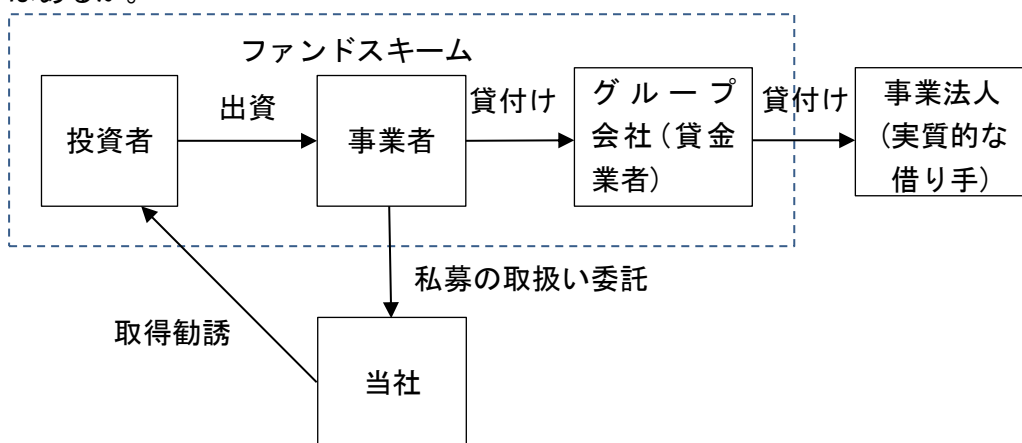 ファンドスキーム
投資者
出資
事業者
貸付け
グループ
会社(貸金
業者)
貸付け
事業法人
(実質的な
借り手)
私募の取扱い委託
取得勧誘
当社